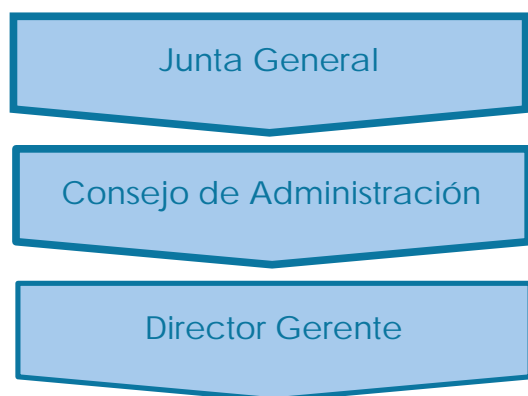 Junta General
Consejo de Administración
Director Gerente